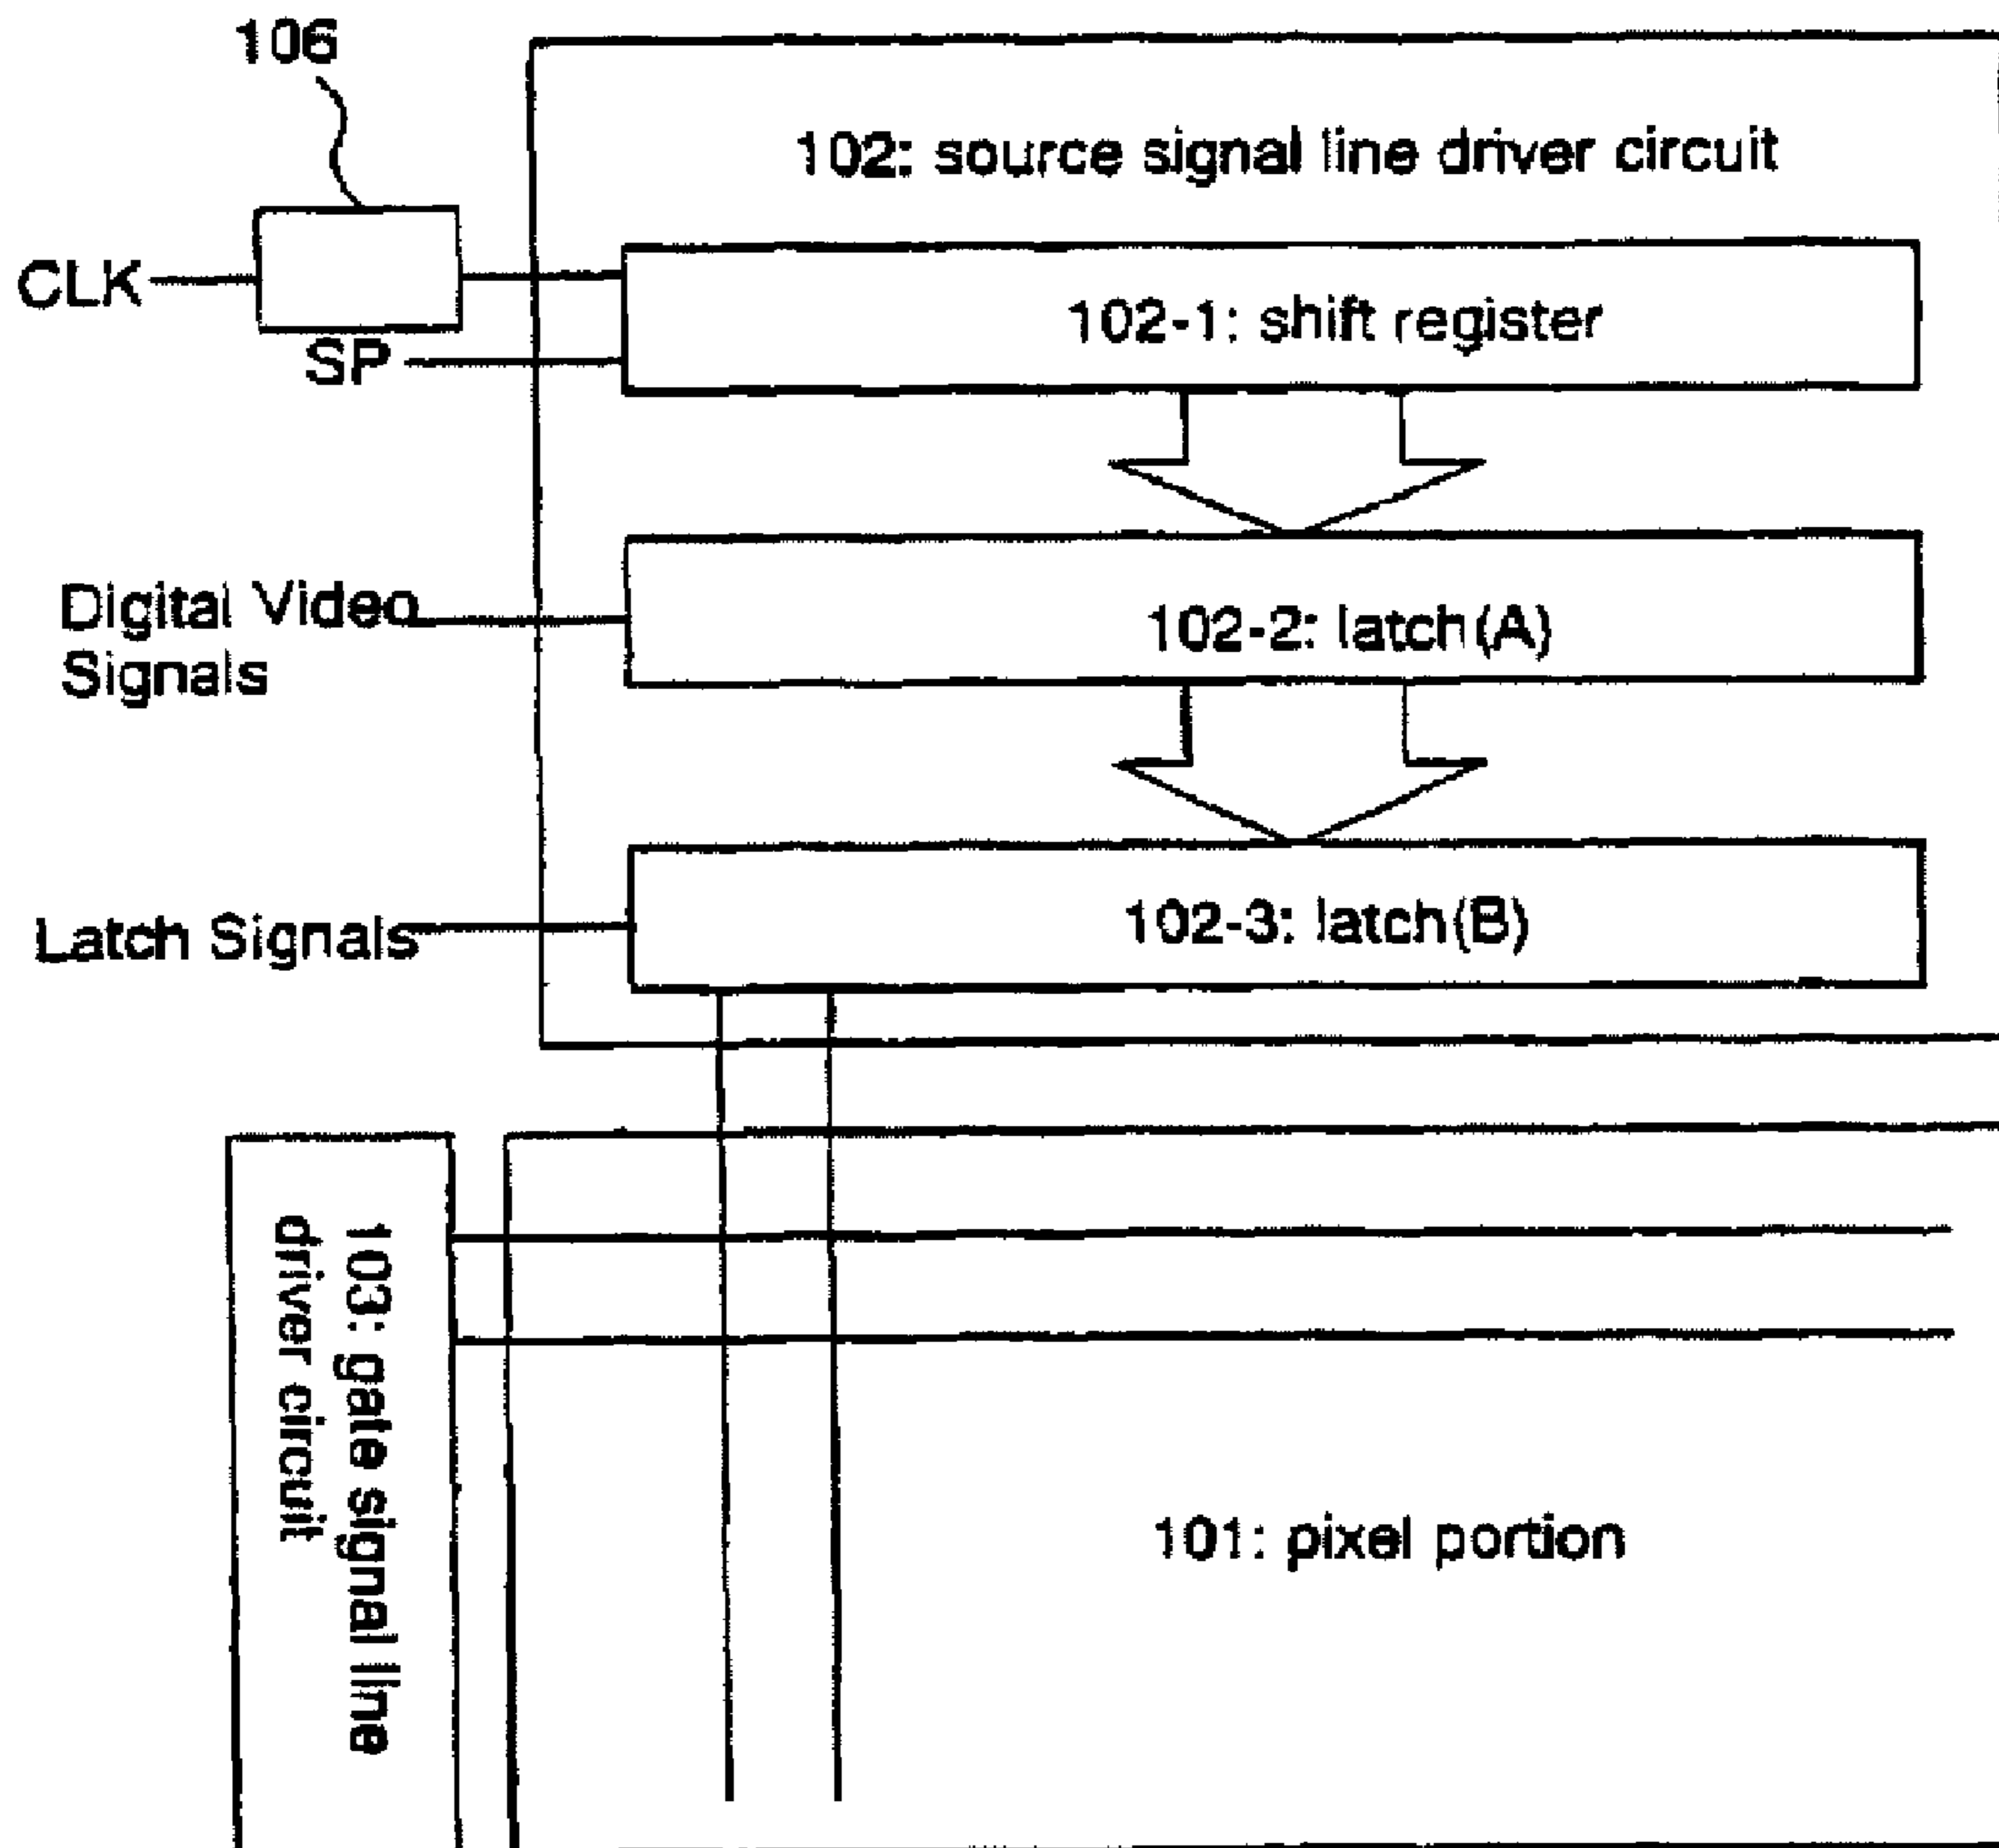 106
102: source signal line driver circuit
CLK
102-1: shift register
SP
Digital Video
Signals
102-2: latch(A)
Latch Signals
102-3: latch(B)
103: gate signal line
driver circuit
101: pixel portion